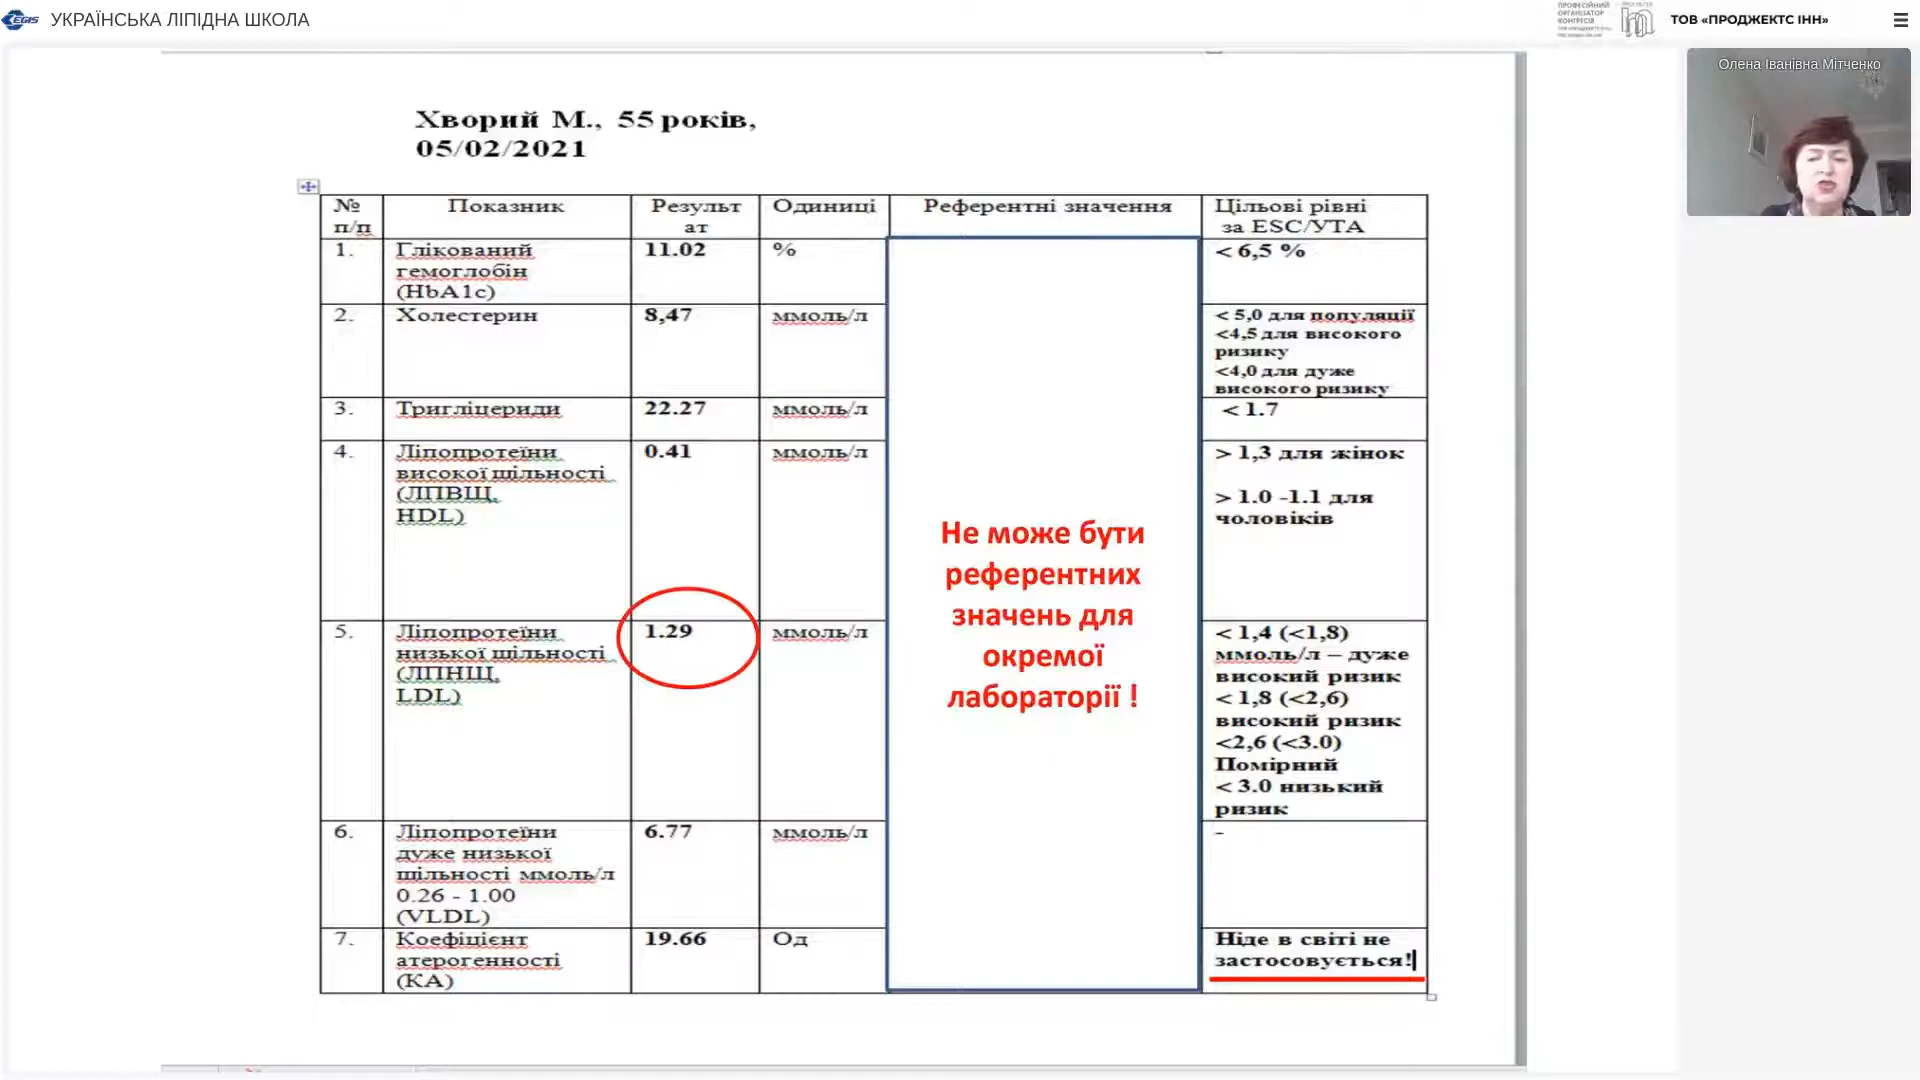 EGIS УКРАЇНСЬКА ЛІПІДНА ШКОЛА
ПРОФЕСІЙНИЙ
ОРГАНІЗАТОР
КОНГРЕСІВ
ТОВ «ПРОДЖЕКТС ІНН»
Олена Іванівна Мітченко
Хворий М., 55 років,
05/02/2021
№ п/п Показник Результ ат Одиниці Референтні значення Цільові рівні за ESC/УТА
1. Глікований гемоглобін (HbA1c) 11.02 % < 6,5 %
2. Холестерин 8,47 ммоль/л < 5,0 для популяції
<4,5 для високого
ризику
<4,0 для дуже
високого ризику
3. Тригліцериди 22.27 ммоль/л < 1.7
4. Ліпопротеїни 0.41 ммоль/л > 1,3 для жінок
високої щільності
(ЛПВЩ, > 1.0 -1.1 для
HDL) чоловіків
Не може бути
референтних
значень для
окремої
лабораторії !
5. Ліпопротеїни 1.29 ммоль/л < 1,4 (<1,8)
низької щільності ммоль/л – дуже
(ЛПНЩ, високий ризик
LDL) < 1,8 (<2,6)
високий ризик
<2,6 (<3.0)
Помірний
< 3.0 низький
ризик
6. Ліпопротеїни 6.77 ммоль/л -
дуже низької
щільності ммоль/л
0.26 - 1.00
(VLDL)
7. Коефіцієнт 19.66 Од Ніде в світі не
атерогенності застосовується!
(КА)